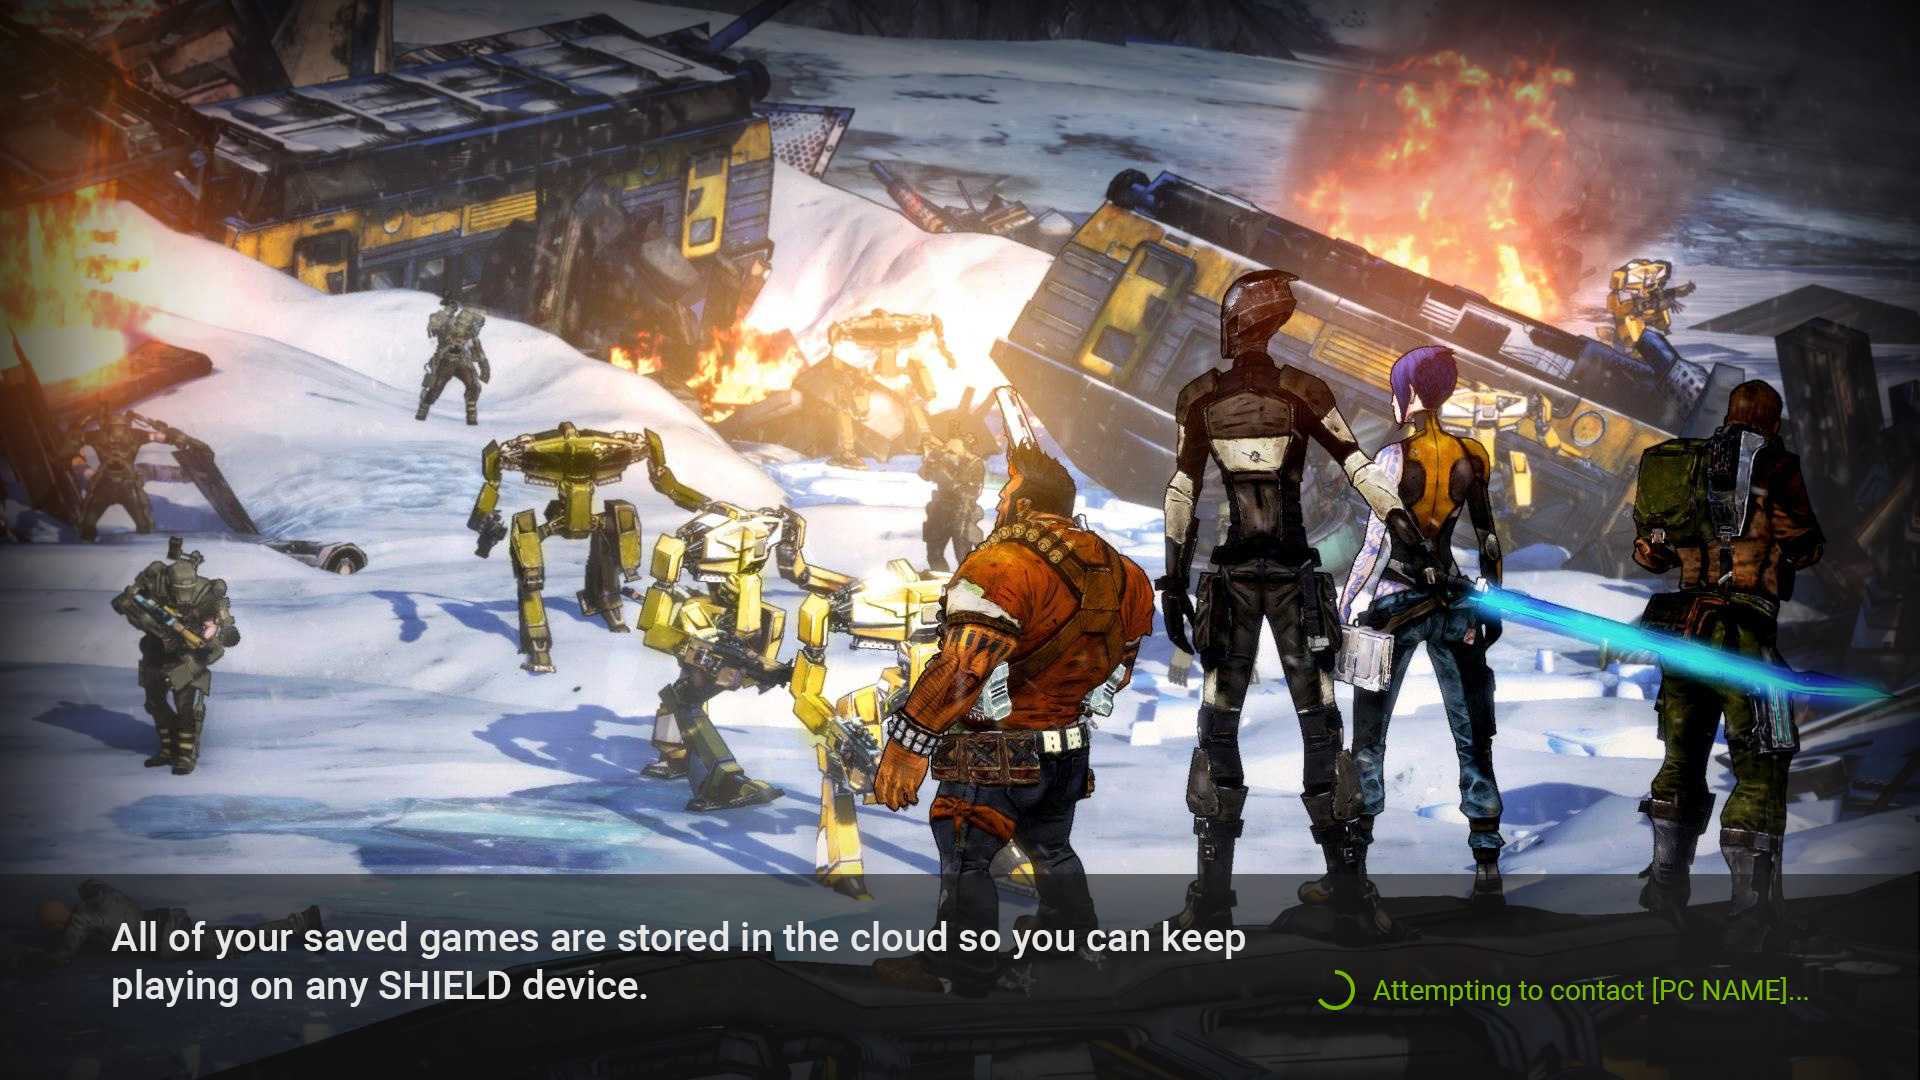 All of your saved games are stored in the cloud so you can keep
playing on any SHIELD device.
Attempting to contact [PC NAME]...